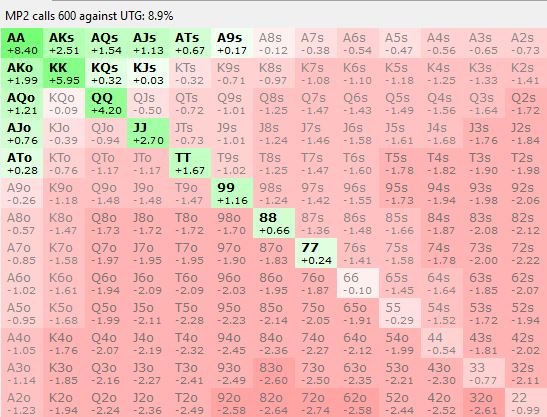 MP2 calls 600 against UTG: 8.9%
AA AKs AQs AJs ATs A9s A8s A7s A6s A5s A4s A3s A2s
+8.40 +2.51 +1.54 +1.13 +0.67 +0.17 -0.12 -0.38 -0.54 -0.47 -0.56 -0.65 -0.73
AKo KK KQs KJs KTs K9s K8s K7s K6s K5s K4s K3s K2s
+1.99 +5.95 +0.32 +0.03 -0.32 -0.71 -0.97 -1.08 -1.10 -1.18 -1.25 -1.33 -1.41
AQo KQo QQ QJs QTs Q9s Q8s Q7s Q6s Q5s Q4s Q3s Q2s
+1.21 -0.09 +4.20 -0.50 -0.72 -1.01 -1.25 -1.47 -1.43 -1.49 -1.56 -1.64 -1.72
AJo KJo QJo JJ JTs J9s J8s J7s J6s J5s J4s J3s J2s
+0.76 -0.39 -0.94 +2.70 -0.73 -1.01 -1.24 -1.46 -1.58 -1.61 -1.68 -1.76 -1.84
ATo KTo QTo JTo TT T9s T8s T7s T6s T5s T4s T3s T2s
+0.28 -0.76 -1.17 -1.17 +1.67 -1.02 -1.25 -1.47 -1.60 -1.78 -1.82 -1.90 -1.98
A9o K9o Q9o J9o T9o 99 98s 97s 96s 95s 94s 93s 92s
-0.26 -1.18 -1.48 -1.48 -1.47 +1.16 -1.24 -1.42 -1.55 -1.73 -1.94 -1.98 -2.06
A8o K8o Q8o J8o T8o 98o 88 87s 86s 85s 84s 83s 82s
-0.57 -1.47 -1.73 -1.72 -1.72 -1.70 +0.66 -1.36 -1.48 -1.66 -1.87 -2.08 -2.12
A7o K7o Q7o J7o T7o 97o 87o 77 76s 75s 74s 73s 72s
-0.85 -1.58 -1.97 -1.95 -1.95 -1.90 -1.83 +0.24 -1.41 -1.58 -1.78 -2.00 -2.22
A6o K6o Q6o J6o T6o 96o 86o 76o 66 65s 64s 63s 62s
-1.02 -1.61 -1.94 -2.09 -2.09 -2.03 -1.95 -1.87 -0.10 -1.45 -1.64 -1.85 -2.07
A5o K5o Q5o J5o T5o 95o 85o 75o 65o 55 54s 53s 52s
-0.95 -1.68 -1.99 -2.11 -2.28 -2.23 -2.14 -2.05 -1.91 -0.29 -1.52 -1.72 -1.94
A4o K4o Q4o J4o T4o 94o 84o 74o 64o 54o 44 43s 42s
-1.05 -1.76 -2.07 -2.19 -2.32 -2.45 -2.36 -2.27 -2.12 -1.99 -0.54 -1.81 -2.02
A3o K3o Q3o J3o T3o 93o 83o 73o 63o 53o 43o 33 32s
-1.14 -1.85 -2.16 -2.27 -2.41 -2.49 -2.60 -2.50 -2.35 -2.21 -2.30 -0.77 -2.11
A2o K2o Q2o J2o T2o 92o 82o 72o 62o 52o 42o 32o 22
-1.23 -1.94 -2.24 -2.36 -2.49 -2.58 -2.64 -2.74 -2.58 -2.44 -2.52 -2.61 -0.99